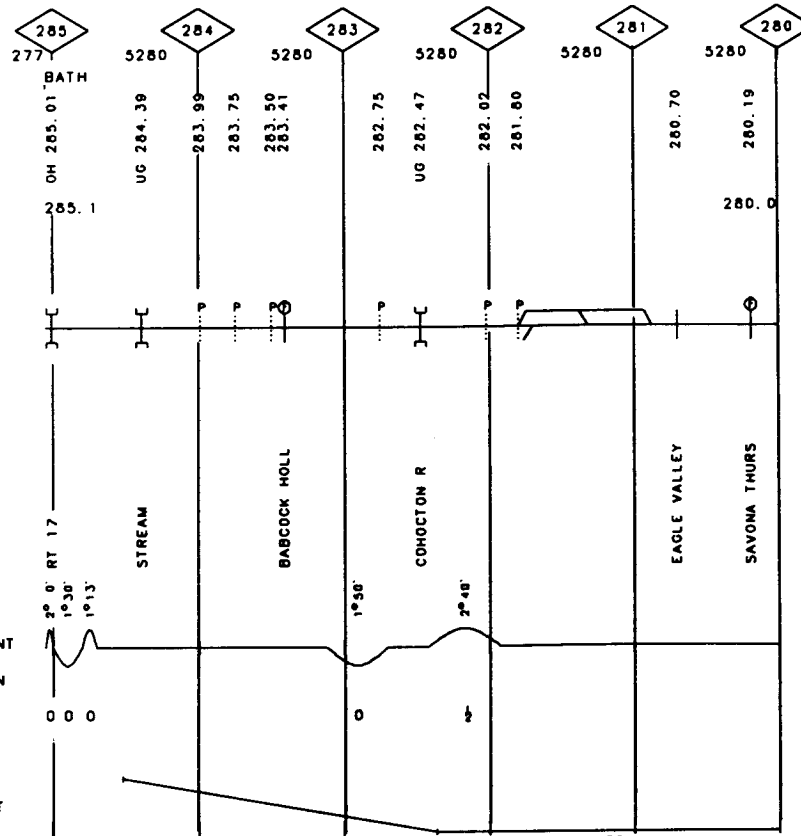 285 284 283 282 281 280
2771 5280 5280 5280 5280 5280
BATH
OH 285.01
UG 284.39
283.99
283.75
283.50
283.41
282.75
UG 282.47
282.02
281.80
280.70
280.19
285.1
280.0
P P P P P P
RT 17
STREAM
BABCOCK HOLL
COHOCTON R
EAGLE VALLEY
SAVONA THURS
2° 0'
1°30'
1°13'
1°50'
2°40'
NT
N
0 0 0 0 ½